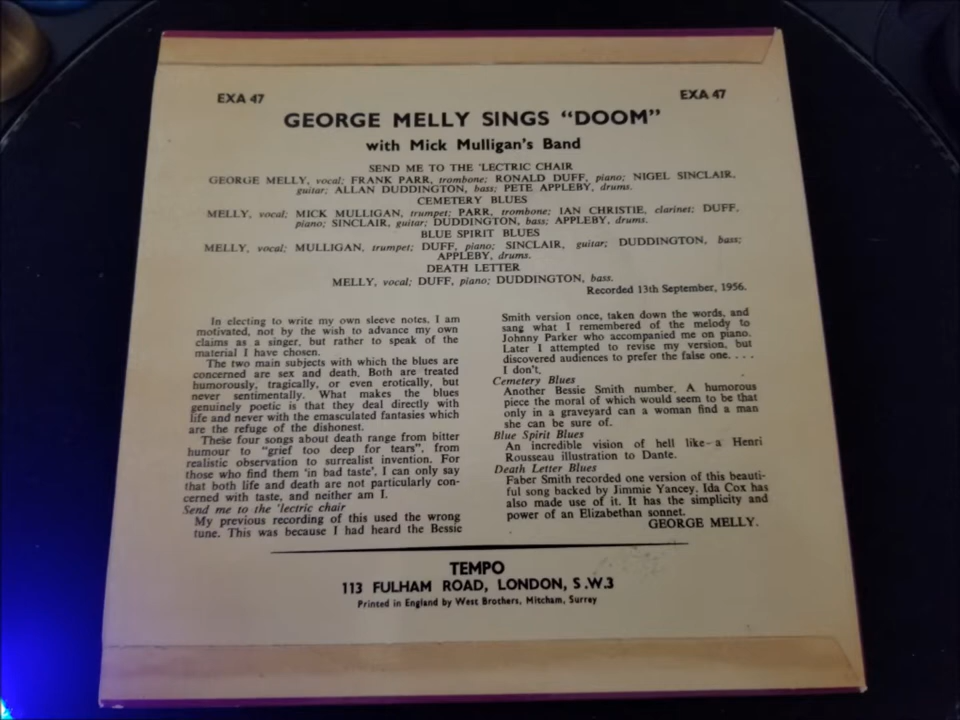 EXA 47
EXA 47
GEORGE MELLY SINGS "DOOM"
with Mick Mulligan's Band
SEND ME TO THE 'LECTRIC CHAIR
GEORGE MELLY, vocal; FRANK PARR, trombone; RONALD DUFF, piano; NIGEL SINCLAIR,
guitar; ALLAN DUDDINGTON, bass; PETE APPLEBY, drums.
CEMETERY BLUES
MELLY, vocal; MICK MULLIGAN, trumpet; PARR, trombone; IAN CHRISTIE, clarinet; DUFF,
piano; SINCLAIR, guitar; DUDDINGTON, bass; APPLEBY, drums.
BLUE SPIRIT BLUES
MELLY, vocal; MULLIGAN, trumpet; DUFF, piano; SINCLAIR, guitar; DUDDINGTON, bass;
APPLEBY, drums.
DEATH LETTER
MELLY, vocal; DUFF, piano; DUDDINGTON, bass.
Recorded 13th September, 1956.
In electing to write my own sleeve notes, I am
motivated, not by the wish to advance my own
claims as a singer, but rather to speak of the
material I have chosen.
The two main subjects with which the blues are
concerned are sex and death. Both are treated
humorously, tragically, or even erotically, but
never sentimentally. What makes the blues
genuinely poetic is that they deal directly with
life and never with the emasculated fantasies which
are the refuge of the dishonest.
These four songs about death range from bitter
humour to "grief too deep for tears", from
realistic observation to surrealist invention. For
those who find them 'in bad taste', I can only say
that both life and death are not particularly con-
cerned with taste, and neither am I.
Send me to the 'lectric chair
My previous recording of this used the wrong
tune. This was because I had heard the Bessie
Smith version once, taken down the words, and
sang what I remembered of the melody to
Johnny Parker who accompanied me on piano.
Later I attempted to revise my version, but
discovered audiences to prefer the false one. . . .
I don't.
Cemetery Blues
Another Bessie Smith number. A humorous
piece the moral of which would seem to be that
only in a graveyard can a woman find a man
she can be sure of.
Blue Spirit Blues
An incredible vision of hell like a Henri
Rousseau illustration to Dante.
Death Letter Blues
Faber Smith recorded one version of this beauti-
ful song backed by Jimmie Yancey. Ida Cox has
also made use of it. It has the simplicity and
power of an Elizabethan sonnet.
GEORGE MELLY.
TEMPO
113 FULHAM ROAD, LONDON, S.W.3
Printed in England by West Brothers, Mitcham, Surrey